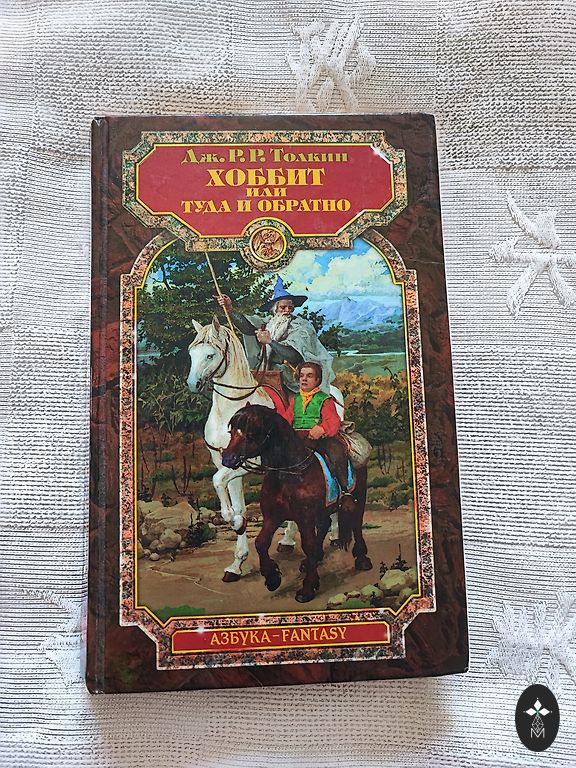 Дж. Р. Р. Толкин
ХОББИТ
ИЛИ
ТУДА И ОБРАТНО
АЗБУКА-FANTASY
M